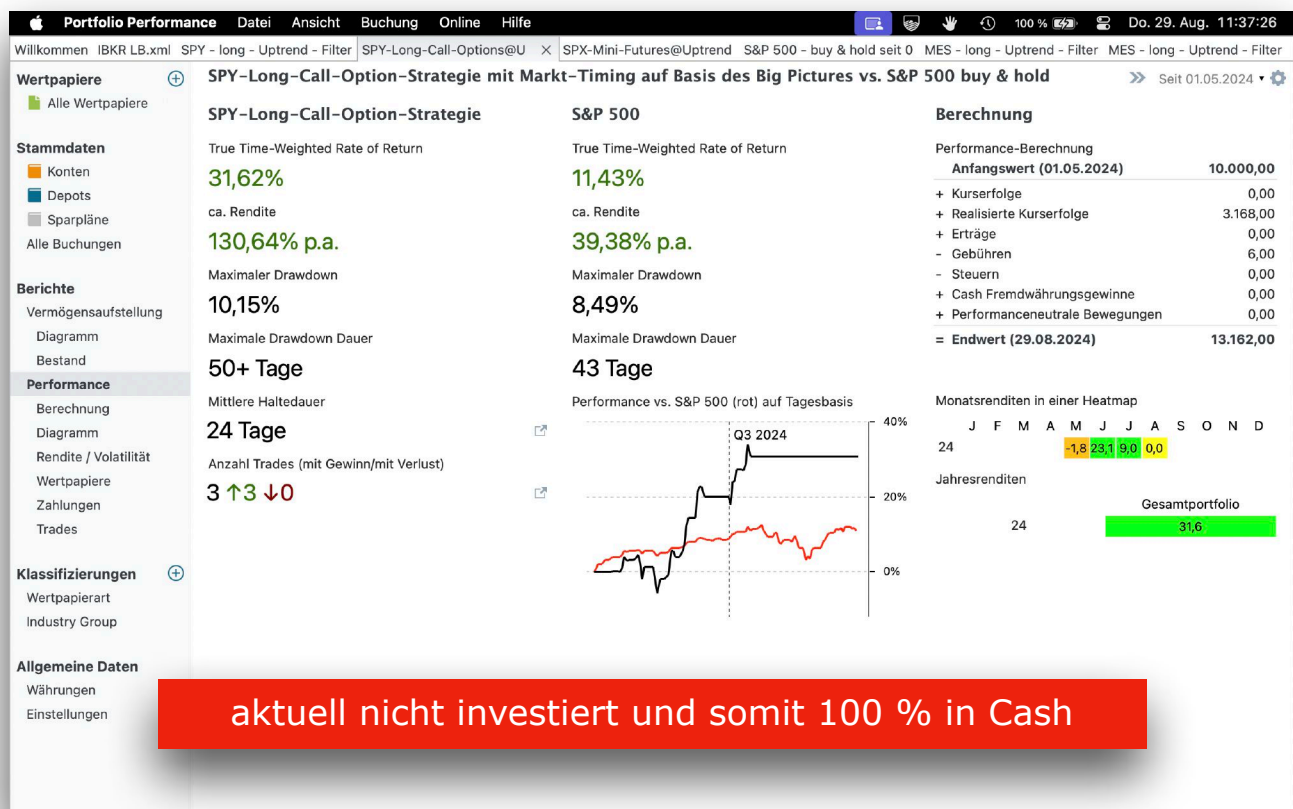 Portfolio Performance Datei Ansicht Buchung Online Hilfe 100 % Do. 29. Aug. 11:37:26
Willkommen IBKR LB.xml SPY - long - Uptrend - Filter SPY-Long-Call-Options@U SPX-Mini-Futures@Uptrend S&P 500 - buy & hold seit 0 MES - long - Uptrend - Filter MES - long - Uptrend - Filter
Wertpapiere
Alle Wertpapiere
Stammdaten
Konten
Depots
Sparpläne
Alle Buchungen
Berichte
Vermögensaufstellung
Diagramm
Bestand
Performance
Berechnung
Diagramm
Rendite / Volatilität
Wertpapiere
Zahlungen
Trades
Klassifizierungen
Wertpapierart
Industry Group
Allgemeine Daten
Währungen
Einstellungen
SPY-Long-Call-Option-Strategie mit Markt-Timing auf Basis des Big Pictures vs. S&P 500 buy & hold
Seit 01.05.2024
SPY-Long-Call-Option-Strategie
True Time-Weighted Rate of Return
31,62%
ca. Rendite
130,64% p.a.
Maximaler Drawdown
10,15%
Maximale Drawdown Dauer
50+ Tage
Mittlere Haltedauer
24 Tage
Anzahl Trades (mit Gewinn/mit Verlust)
3 ↑3 ↓0
S&P 500
True Time-Weighted Rate of Return
11,43%
ca. Rendite
39,38% p.a.
Maximaler Drawdown
8,49%
Maximale Drawdown Dauer
43 Tage
Performance vs. S&P 500 (rot) auf Tagesbasis
Q3 2024
40%
20%
0%
Berechnung
Performance-Berechnung
Anfangswert (01.05.2024) 10.000,00
+ Kurserfolge 0,00
+ Realisierte Kurserfolge 3.168,00
+ Erträge 0,00
- Gebühren 6,00
- Steuern 0,00
+ Cash Fremdwährungsgewinne 0,00
+ Performanceneutrale Bewegungen 0,00
= Endwert (29.08.2024) 13.162,00
Monatsrenditen in einer Heatmap
J F M A M J J A S O N D
24 -1,8 23,1 9,0 0,0
Jahresrenditen
Gesamtportfolio
24 31,6
aktuell nicht investiert und somit 100 % in Cash